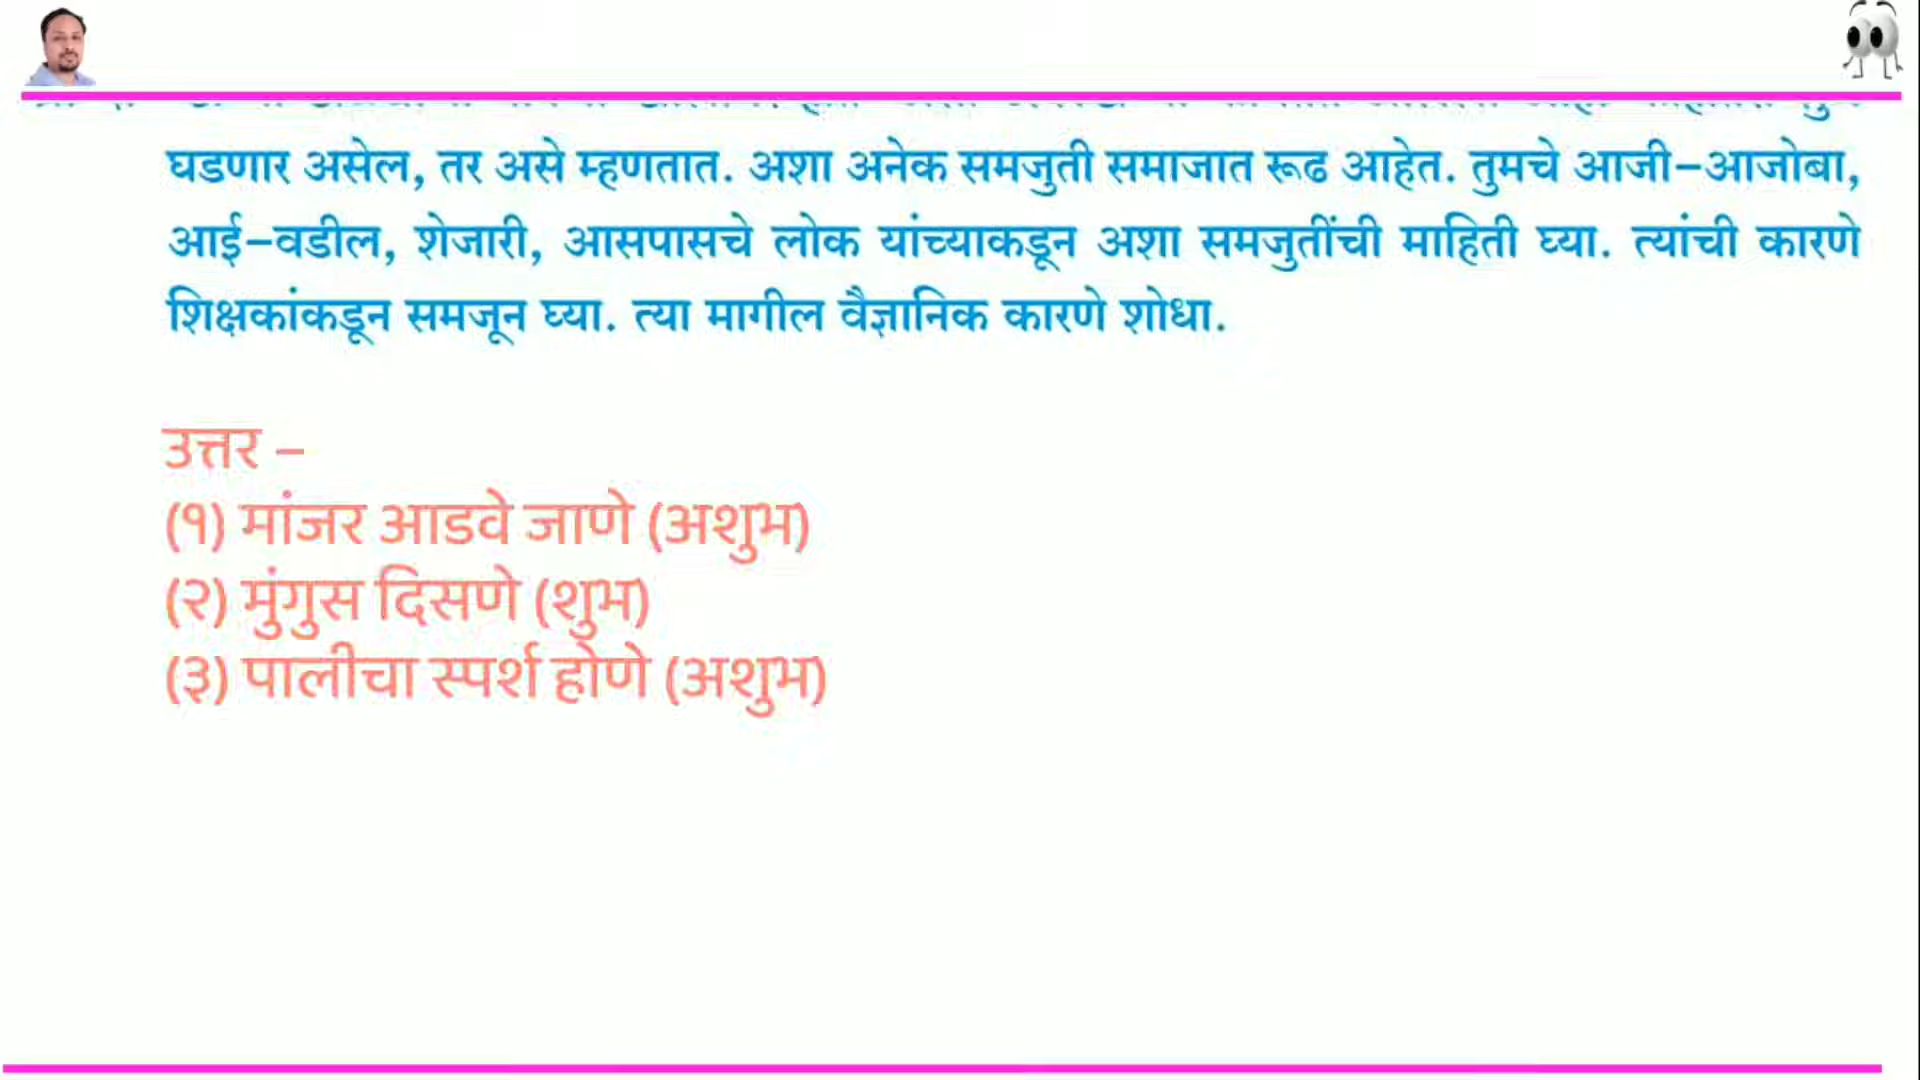 घडणार असेल, तर असे म्हणतात. अशा अनेक समजुती समाजात रूढ आहेत. तुमचे आजी-आजोबा,
आई-वडील, शेजारी, आसपासचे लोक यांच्याकडून अशा समजुतींची माहिती घ्या. त्यांची कारणे
शिक्षकांकडून समजून घ्या. त्या मागील वैज्ञानिक कारणे शोधा.
उत्तर –
(१) मांजर आडवे जाणे (अशुभ)
(२) मुंगुस दिसणे (शुभ)
(३) पालीचा स्पर्श होणे (अशुभ)